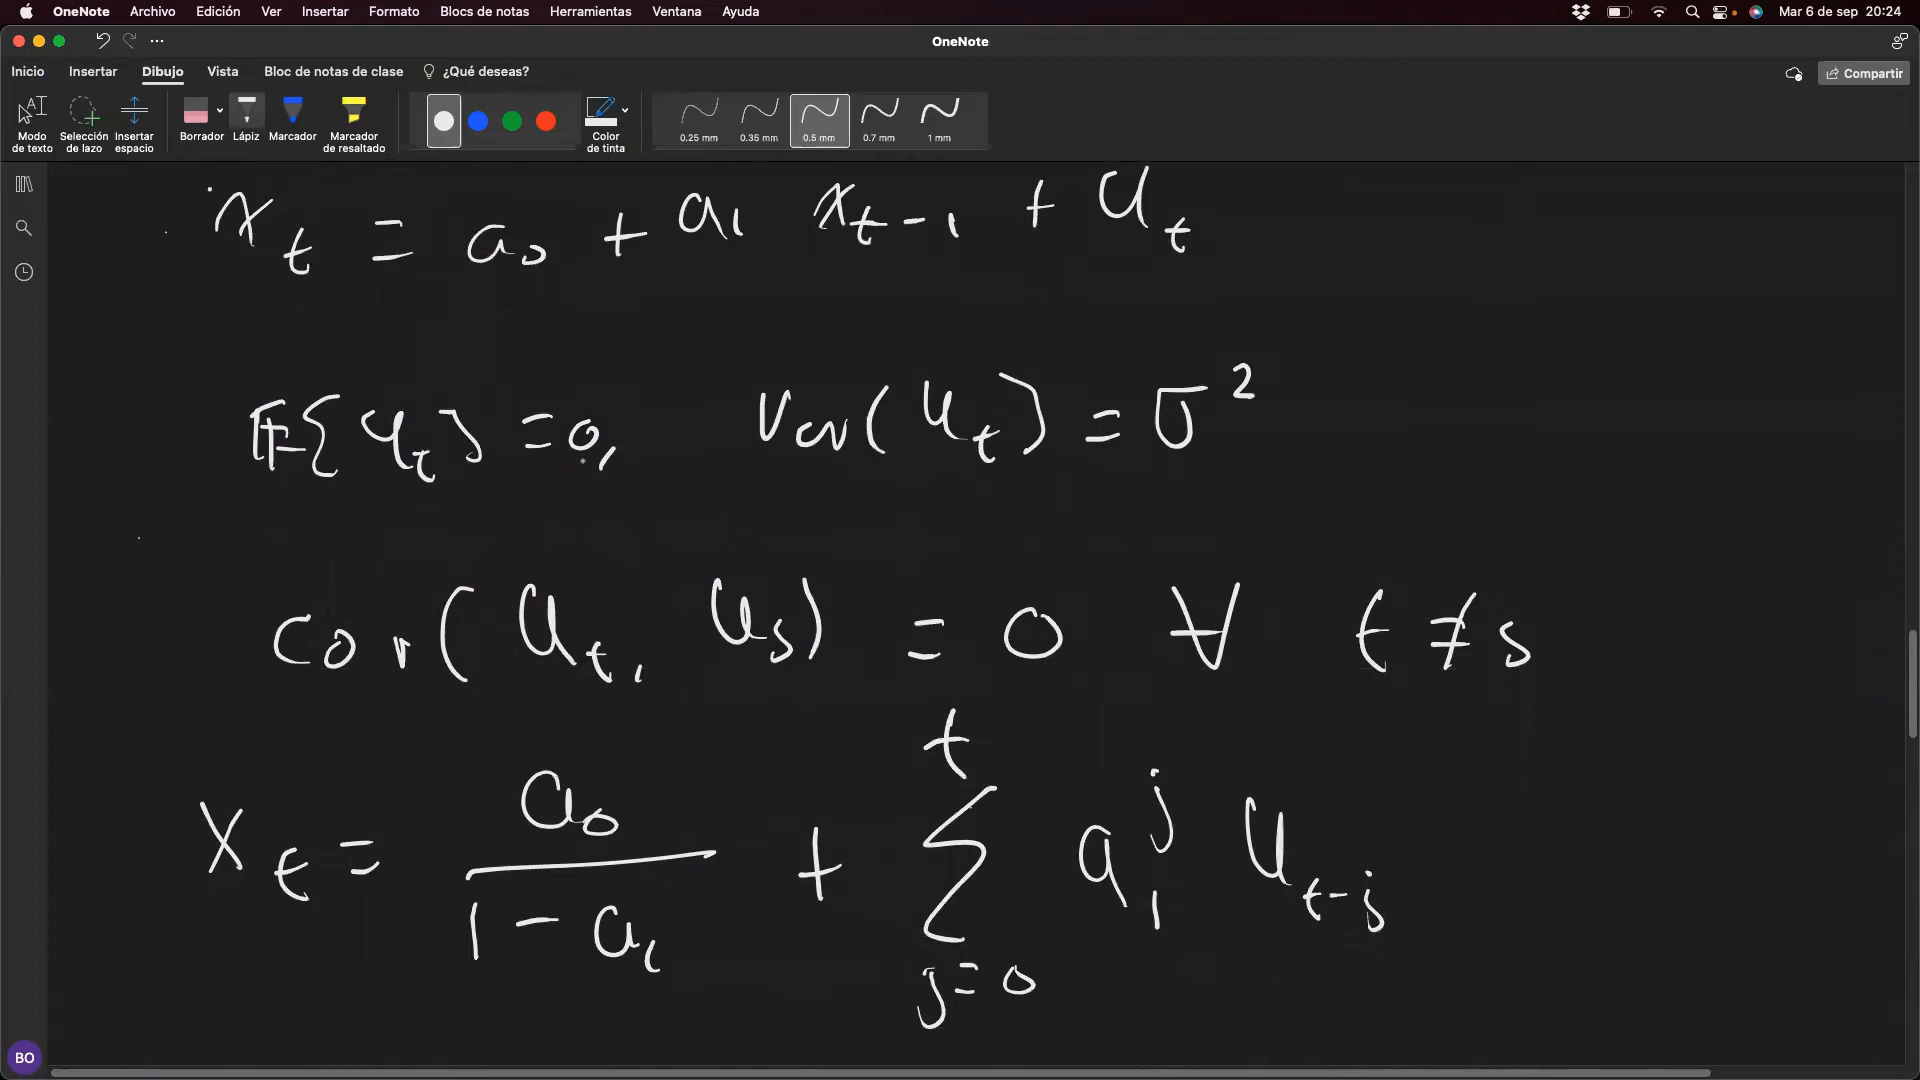 OneNote Archivo Edición Ver Insertar Formato Blocs de notas Herramientas Ventana Ayuda Mar 6 de sep 20:24
OneNote
Inicio Insertar Dibujo Vista Bloc de notas de clase ¿Qué deseas? Compartir
Modo de texto
Selección de lazo
Insertar espacio
Borrador
Lápiz
Marcador
Marcador de resaltado
Color de tinta
0.25 mm 0.35 mm 0.5 mm 0.7 mm 1 mm
x_t = a_0 + a_1 x_{t-1} + u_t
E{u_t} = 0, Var(u_t) = σ^2
Cor(u_t, u_s) = 0 ∀ t ≠ s
X_t = \frac{a_0}{1 - a_1} + \sum_{j=0}^{t} a_1^j u_{t-j}
BO